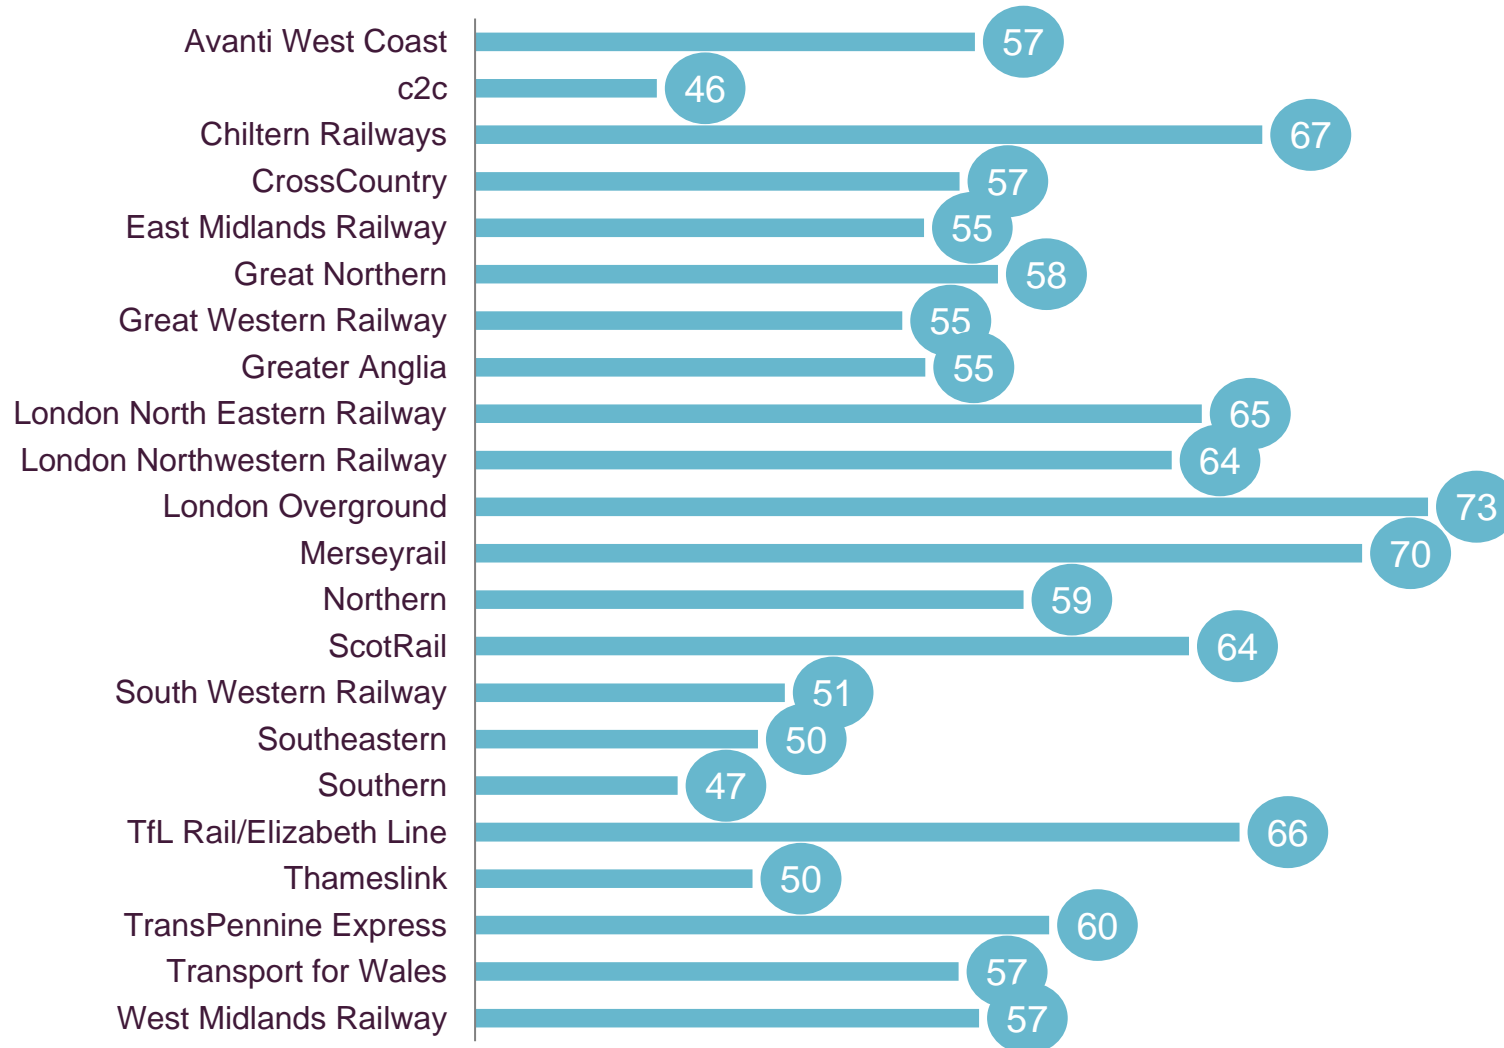 Avanti West Coast 57
c2c 46
Chiltern Railways 67
CrossCountry 57
East Midlands Railway 55
Great Northern 58
Great Western Railway 55
Greater Anglia 55
London North Eastern Railway 65
London Northwestern Railway 64
London Overground 73
Merseyrail 70
Northern 59
ScotRail 64
South Western Railway 51
Southeastern 50
Southern 47
TfL Rail/Elizabeth Line 66
Thameslink 50
TransPennine Express 60
Transport for Wales 57
West Midlands Railway 57